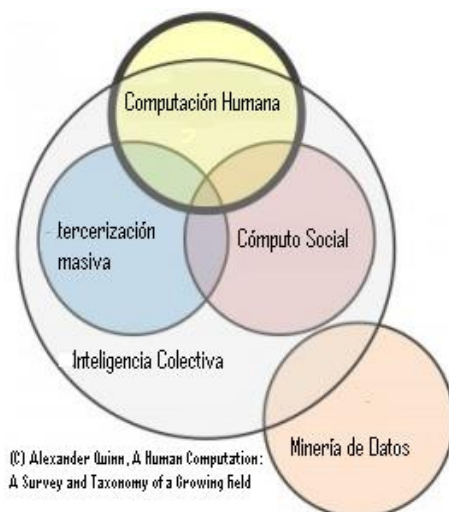 Computación Humana
tercerización
masiva
Cómputo Social
Inteligencia Colectiva
Minería de Datos
(C) Alexander Quinn, A Human Computation:
A Survey and Taxonomy of a Growing Field